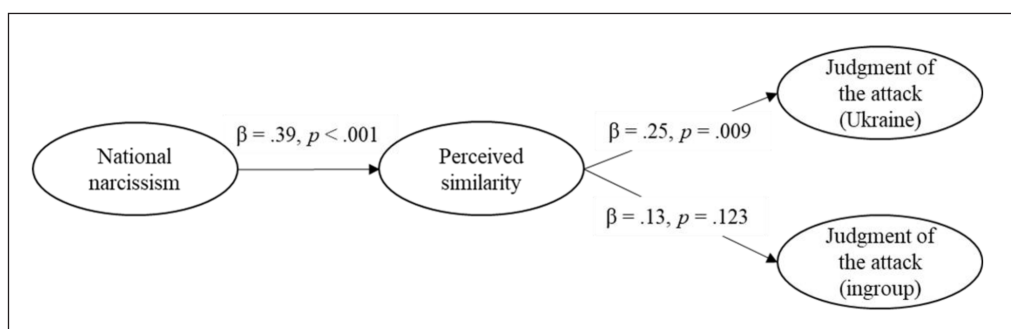 National
narcissism
β = .39, p < .001
Perceived
similarity
β = .25, p = .009
β = .13, p = .123
Judgment of
the attack
(Ukraine)
Judgment of
the attack
(ingroup)